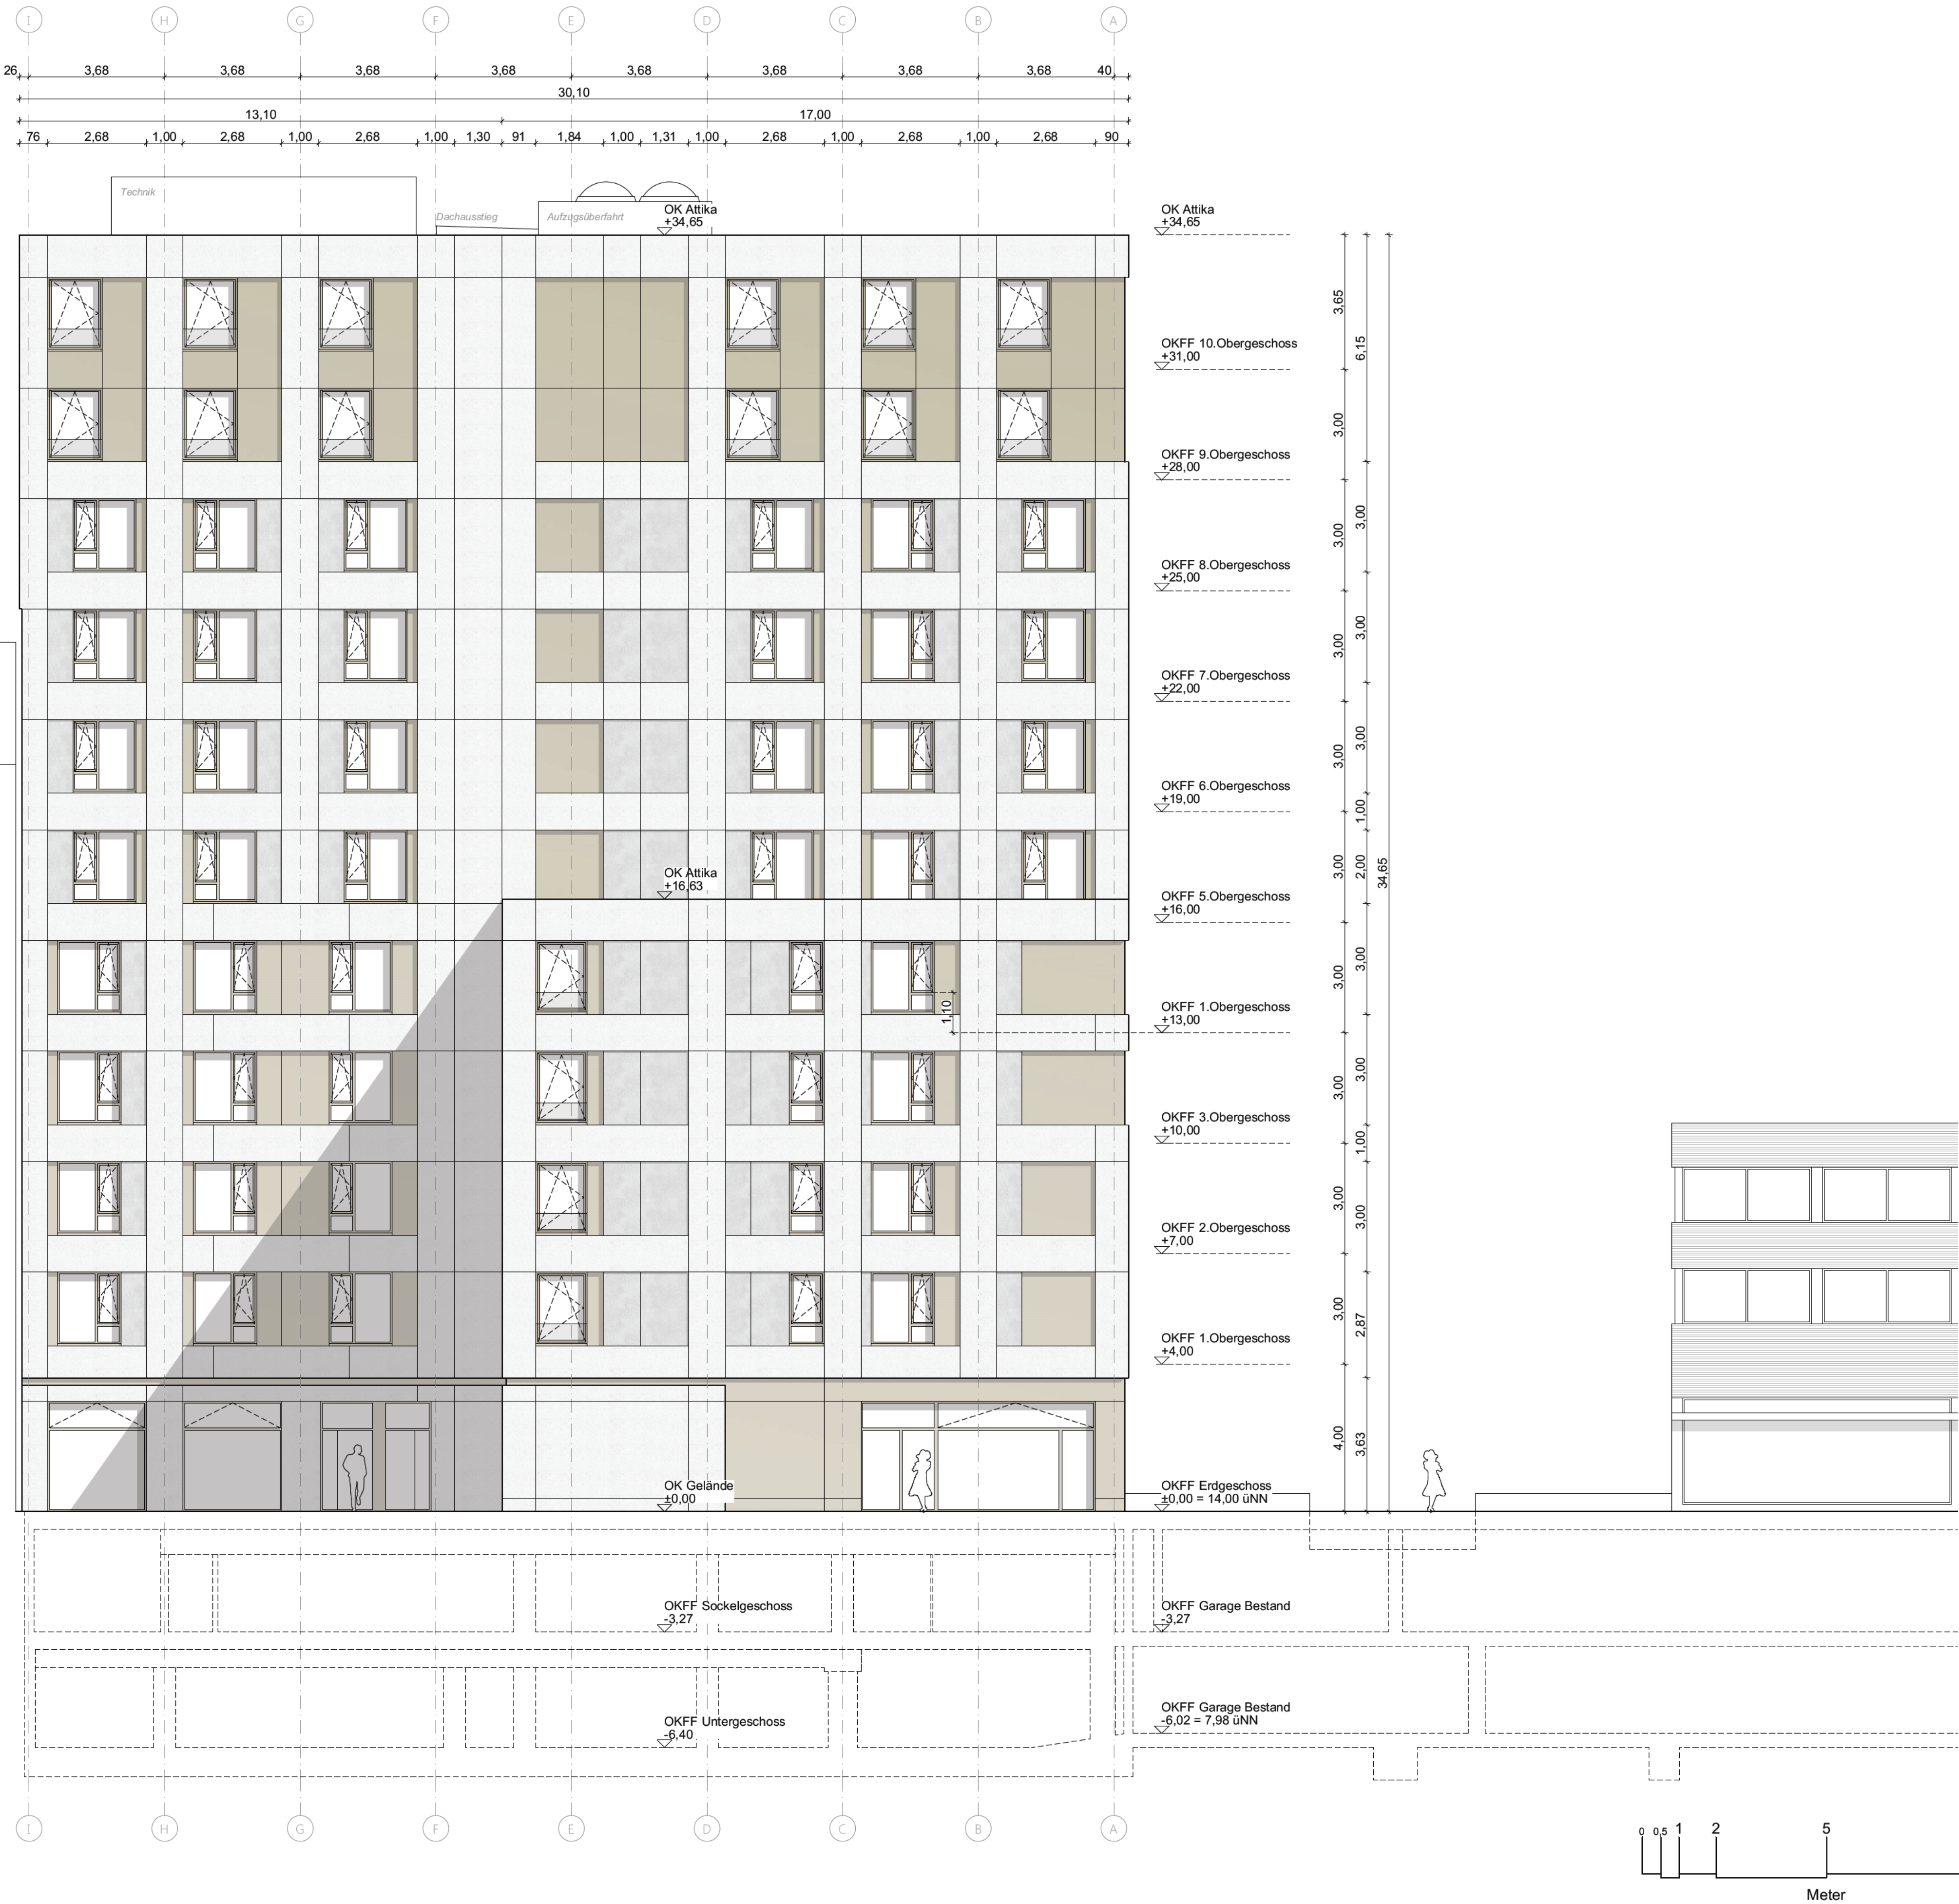 I H G F E D C B A
26 3,68 3,68 3,68 3,68 3,68 3,68 3,68 3,68 40
30,10
13,10 17,00
76 2,68 1,00 2,68 1,00 2,68 1,00 1,30 91 1,84 1,00 1,31 1,00 2,68 1,00 2,68 1,00 2,68 90
Technik
Dachausstieg
Aufzugsüberfahrt
OK Attika
+34,65
OK Attika
+34,65
3,65
OKFF 10.Obergeschoss
+31,00
6,15
3,00
OKFF 9.Obergeschoss
+28,00
3,00
3,00
OKFF 8.Obergeschoss
+25,00
3,00
3,00
OKFF 7.Obergeschoss
+22,00
3,00
3,00
OKFF 6.Obergeschoss
+19,00
1,00
3,00
2,00
34,65
OK Attika
+16,63
OKFF 5.Obergeschoss
+16,00
3,00
3,00
1,10
OKFF 1.Obergeschoss
+13,00
3,00
3,00
OKFF 3.Obergeschoss
+10,00
1,00
3,00
3,00
OKFF 2.Obergeschoss
+7,00
3,00
2,87
OKFF 1.Obergeschoss
+4,00
4,00
3,63
OK Gelände
±0,00
OKFF Erdgeschoss
±0,00 = 14,00 üNN
OKFF Sockelgeschoss
-3,27
OKFF Garage Bestand
-3,27
OKFF Untergeschoss
-6,40
OKFF Garage Bestand
-6,02 = 7,98 üNN
I H G F E D C B A
0 0,5 1 2 5
Meter